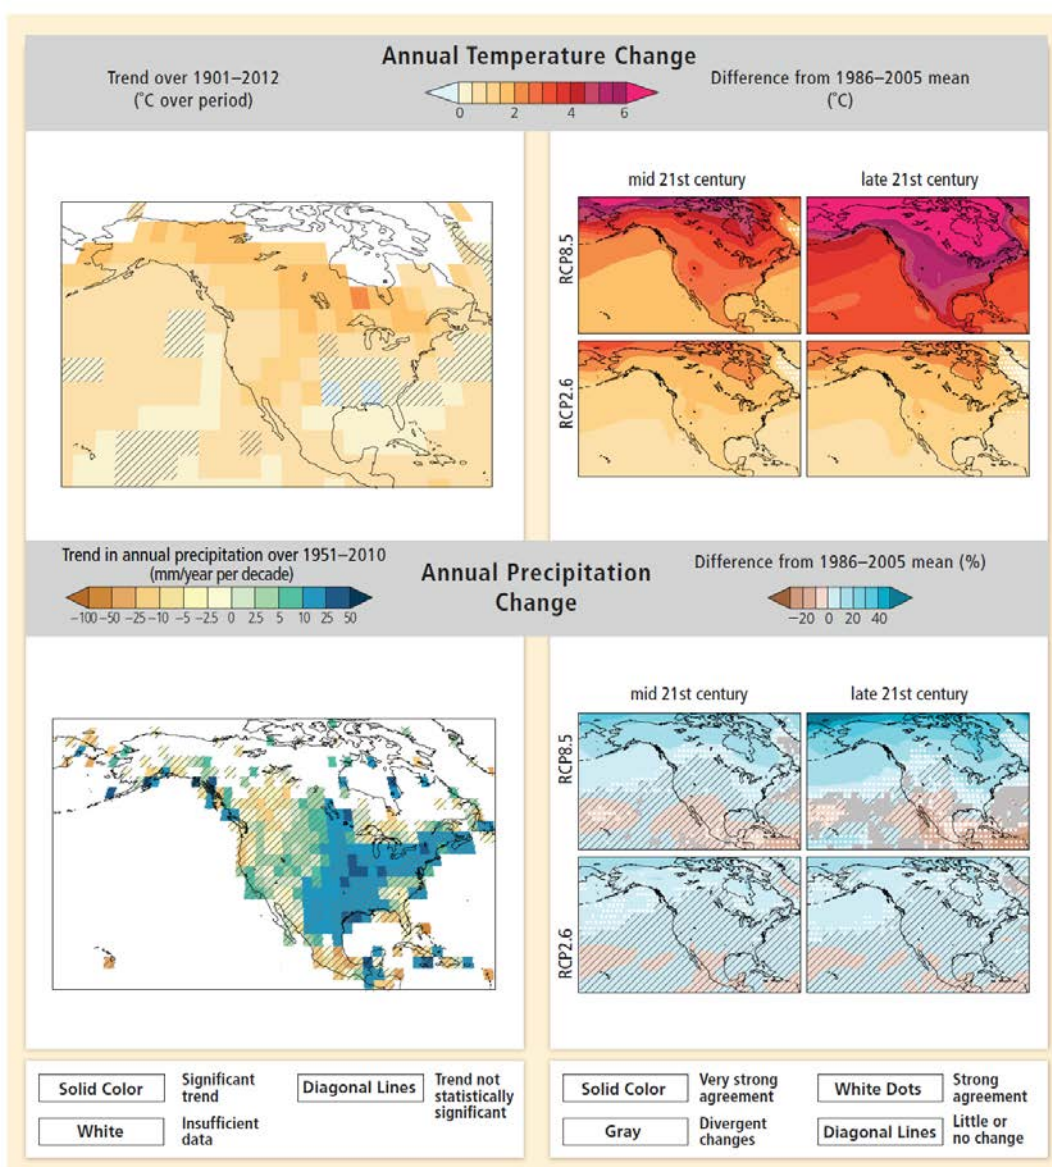 Annual Temperature Change
Trend over 1901–2012
(˚C over period)
0 2 4 6
Difference from 1986–2005 mean
(˚C)
mid 21st century
late 21st century
RCP8.5
RCP2.6
Trend in annual precipitation over 1951–2010
(mm/year per decade)
−100 −50 −25 −10 −5 −2.5 0 2.5 5 10 25 50
Annual Precipitation
Change
Difference from 1986–2005 mean (%)
−20 0 20 40
mid 21st century
late 21st century
RCP8.5
RCP2.6
Solid Color
Significant
trend
Diagonal Lines
Trend not
statistically
significant
White
Insufficient
data
Solid Color
Very strong
agreement
White Dots
Strong
agreement
Gray
Divergent
changes
Diagonal Lines
Little or
no change